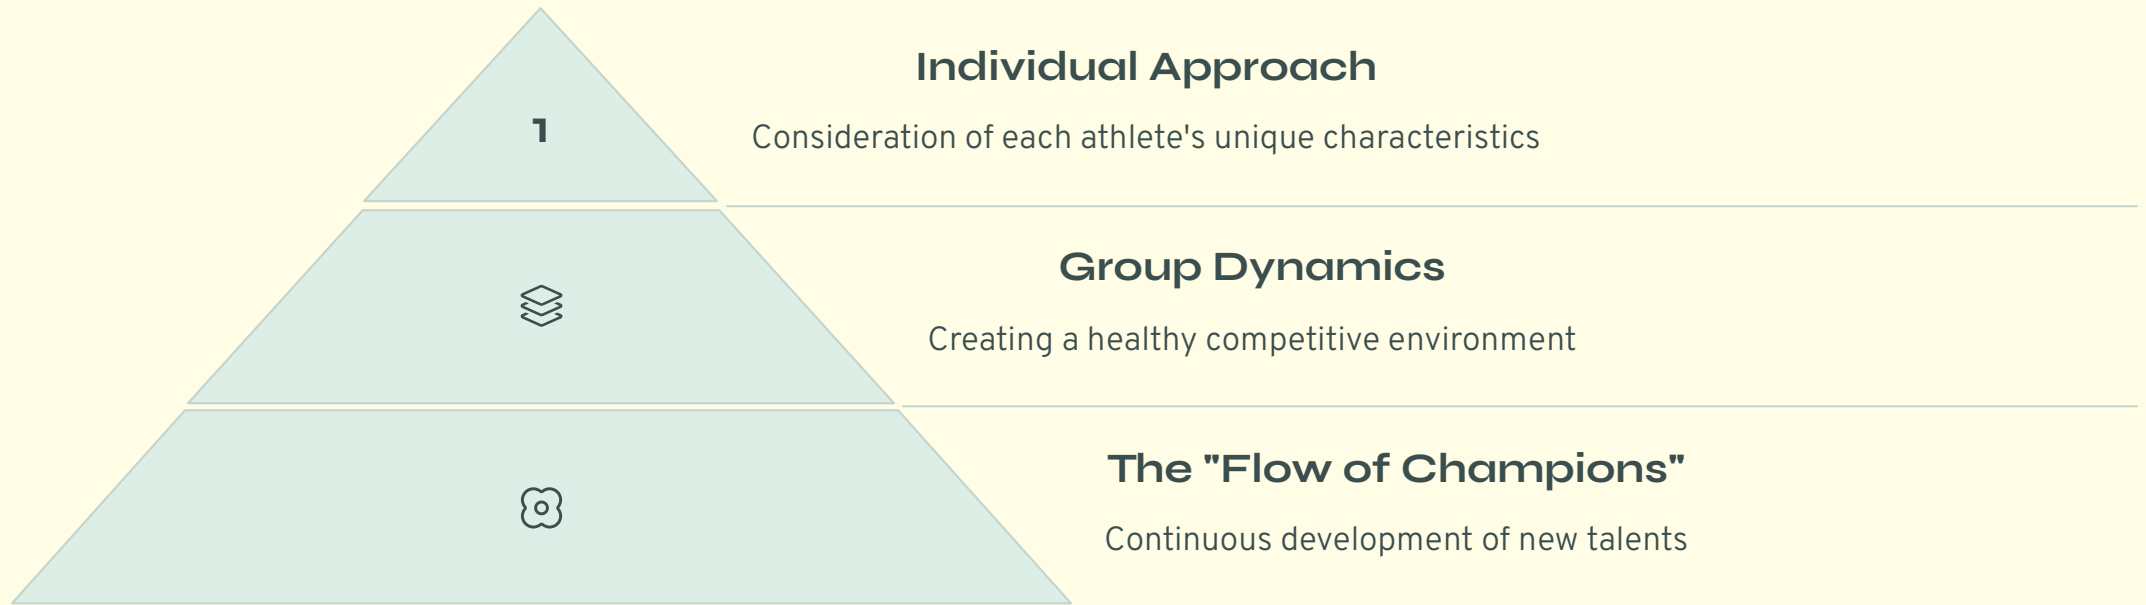 1
Individual Approach
Consideration of each athlete's unique characteristics
Group Dynamics
Creating a healthy competitive environment
The "Flow of Champions"
Continuous development of new talents